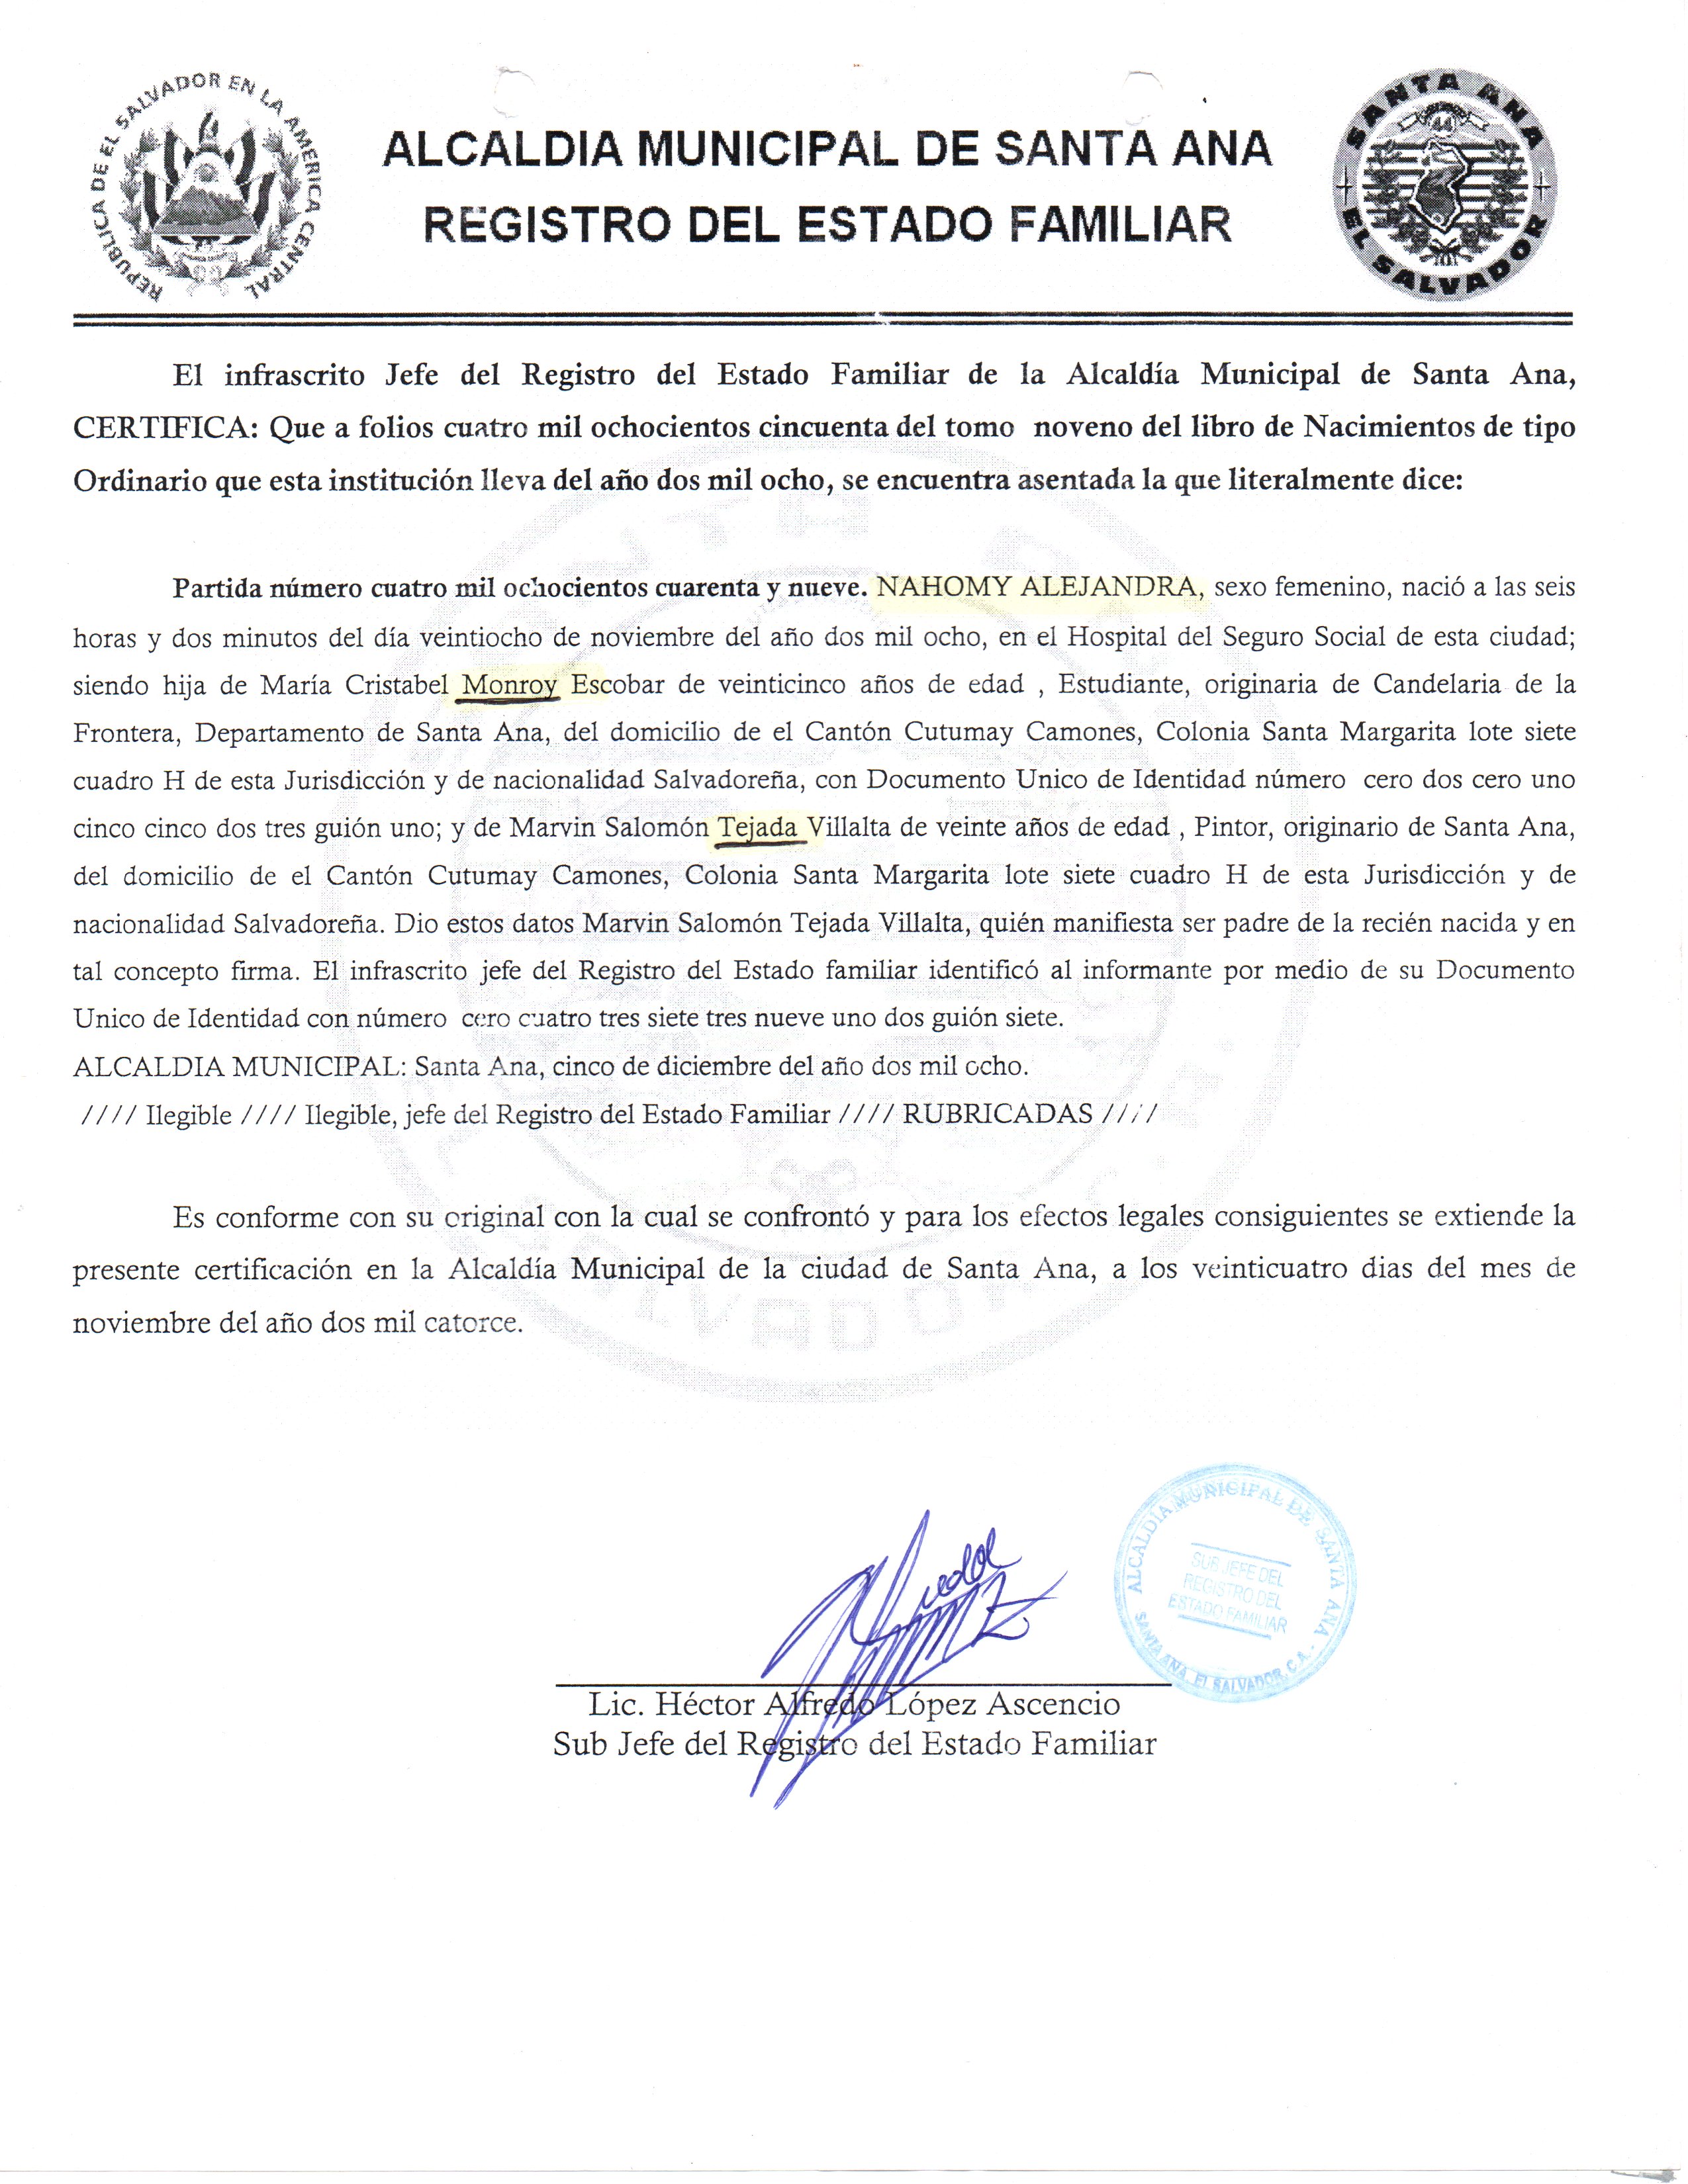 REPUBLICA DE EL SALVADOR EN LA AMERICA CENTRAL
SANTA ANA
44
EL SALVADOR
ALCALDIA MUNICIPAL DE SANTA ANA
REGISTRO DEL ESTADO FAMILIAR
El infrascrito Jefe del Registro del Estado Familiar de la Alcaldía Municipal de Santa Ana,
CERTIFICA: Que a folios cuatro mil ochocientos cincuenta del tomo noveno del libro de Nacimientos de tipo
Ordinario que esta institución lleva del año dos mil ocho, se encuentra asentada la que literalmente dice:
Partida número cuatro mil ochocientos cuarenta y nueve. NAHOMY ALEJANDRA, sexo femenino, nació a las seis
horas y dos minutos del día veintiocho de noviembre del año dos mil ocho, en el Hospital del Seguro Social de esta ciudad;
siendo hija de María Cristabel Monroy Escobar de veinticinco años de edad , Estudiante, originaria de Candelaria de la
Frontera, Departamento de Santa Ana, del domicilio de el Cantón Cutumay Camones, Colonia Santa Margarita lote siete
cuadro H de esta Jurisdicción y de nacionalidad Salvadoreña, con Documento Unico de Identidad número cero dos cero uno
cinco cinco dos tres guión uno; y de Marvin Salomón Tejada Villalta de veinte años de edad , Pintor, originario de Santa Ana,
del domicilio de el Cantón Cutumay Camones, Colonia Santa Margarita lote siete cuadro H de esta Jurisdicción y de
nacionalidad Salvadoreña. Dio estos datos Marvin Salomón Tejada Villalta, quién manifiesta ser padre de la recién nacida y en
tal concepto firma. El infrascrito jefe del Registro del Estado familiar identificó al informante por medio de su Documento
Unico de Identidad con número cero cuatro tres siete tres nueve uno dos guión siete.
ALCALDIA MUNICIPAL: Santa Ana, cinco de diciembre del año dos mil ocho.
//// Ilegible //// Ilegible, jefe del Registro del Estado Familiar //// RUBRICADAS ////
Es conforme con su original con la cual se confrontó y para los efectos legales consiguientes se extiende la
presente certificación en la Alcaldía Municipal de la ciudad de Santa Ana, a los veinticuatro dias del mes de
noviembre del año dos mil catorce.
ALCALDÍA MUNICIPAL DE SANTA ANA
SUB JEFE DEL
REGISTRO DEL
ESTADO FAMILIAR
SANTA ANA, EL SALVADOR, C.A.
Lic. Héctor Alfredo López Ascencio
Sub Jefe del Registro del Estado Familiar